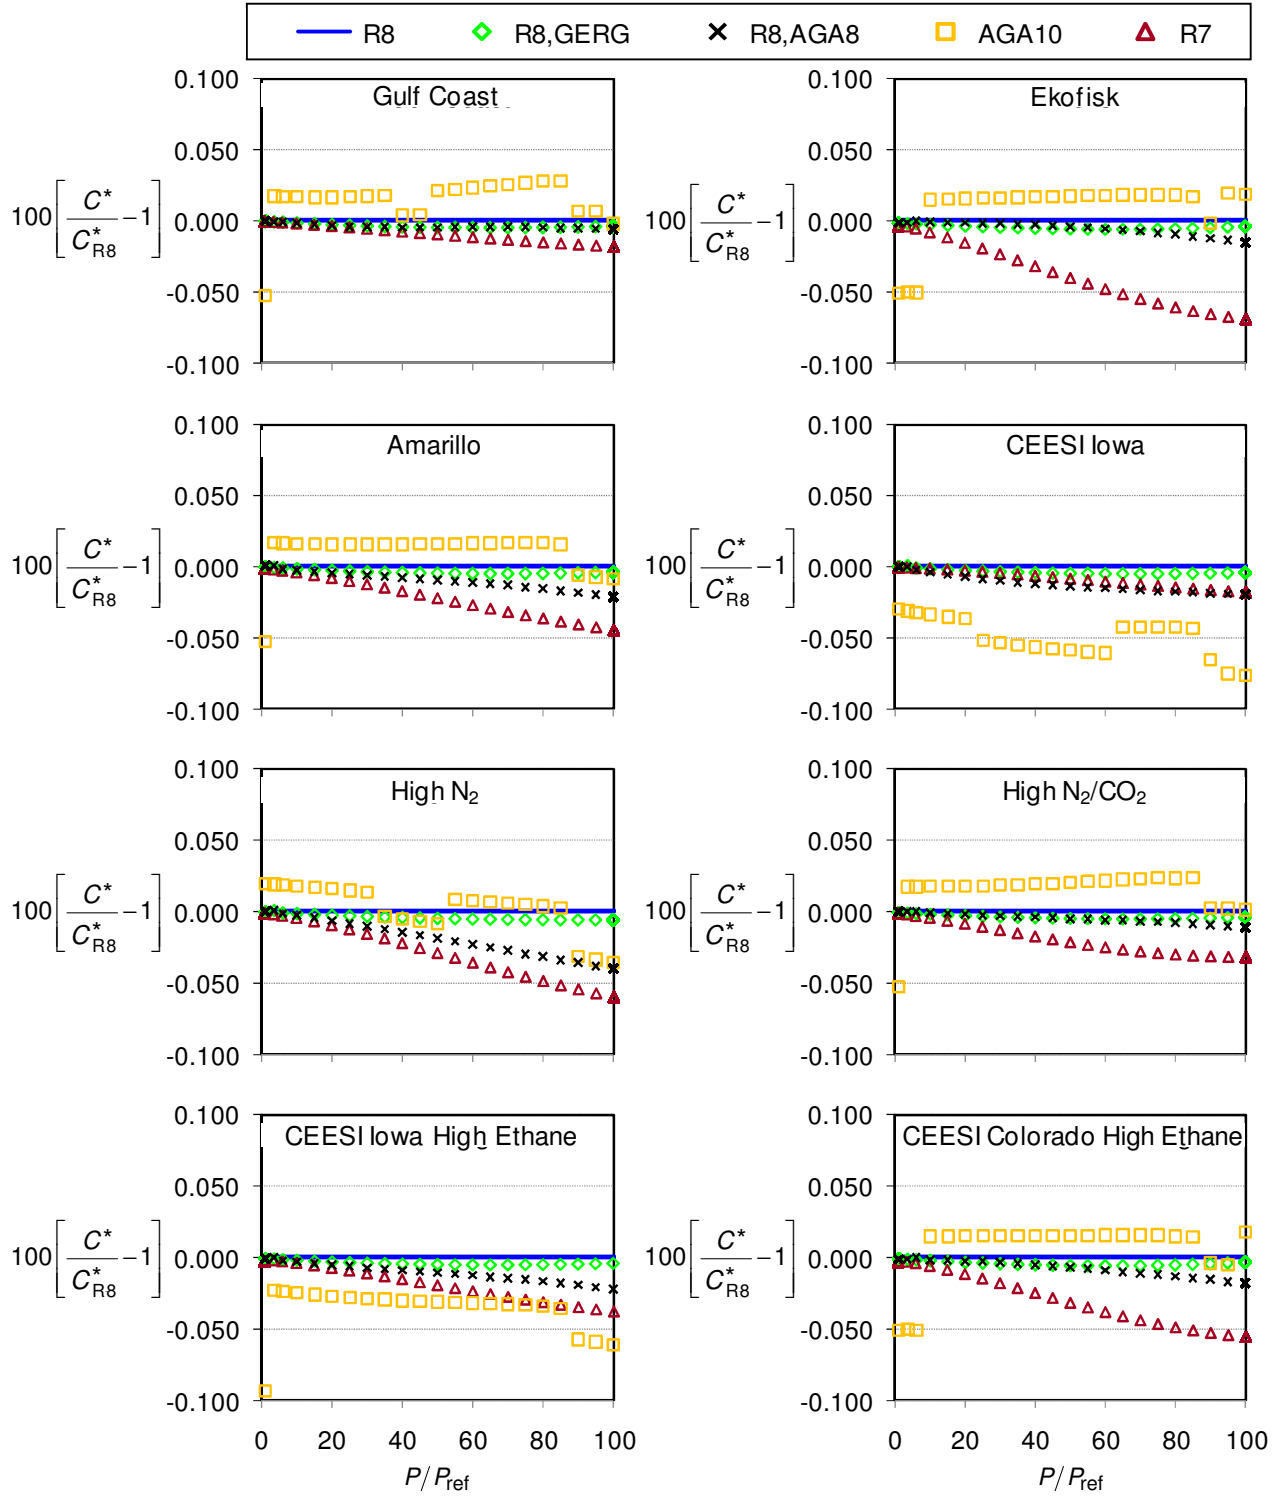 R8 R8,GERG R8,AGA8 AGA10 R7
Gulf Coast
0.100
0.050
0.000
-0.050
-0.100
100 [ C* / C*R8 −1 ]
Ekofisk
0.100
0.050
0.000
-0.050
-0.100
100 [ C* / C*R8 −1 ]
Amarillo
0.100
0.050
0.000
-0.050
-0.100
100 [ C* / C*R8 −1 ]
CEESI Iowa
0.100
0.050
0.000
-0.050
-0.100
100 [ C* / C*R8 −1 ]
High N2
0.100
0.050
0.000
-0.050
-0.100
100 [ C* / C*R8 −1 ]
High N2/CO2
0.100
0.050
0.000
-0.050
-0.100
100 [ C* / C*R8 −1 ]
CEESI Iowa High Ethane
0.100
0.050
0.000
-0.050
-0.100
100 [ C* / C*R8 −1 ]
0 20 40 60 80 100
P/Pref
CEESI Colorado High Ethane
0.100
0.050
0.000
-0.050
-0.100
100 [ C* / C*R8 −1 ]
0 20 40 60 80 100
P/Pref